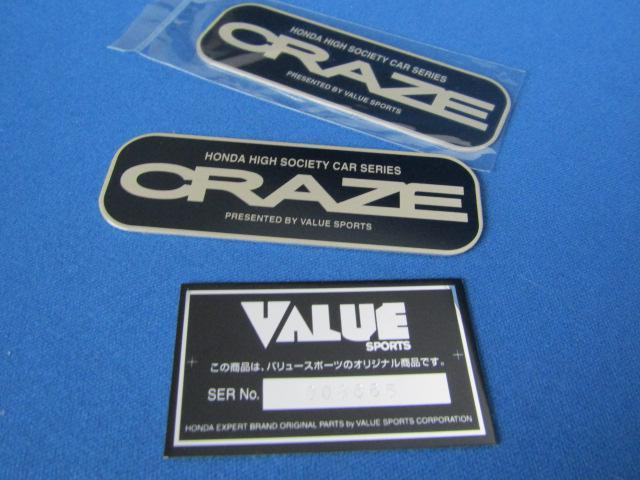 HONDA HIGH SOCIETY CAR SERIES
CRAZE
PRESENTED BY VALUE SPORTS
HONDA HIGH SOCIETY CAR SERIES
CRAZE
PRESENTED BY VALUE SPORTS
VALUE
SPORTS
この商品は、バリュースポーツのオリジナル商品です。
SER No.
HONDA EXPERT BRAND ORIGINAL PARTS by VALUE SPORTS CORPORATION